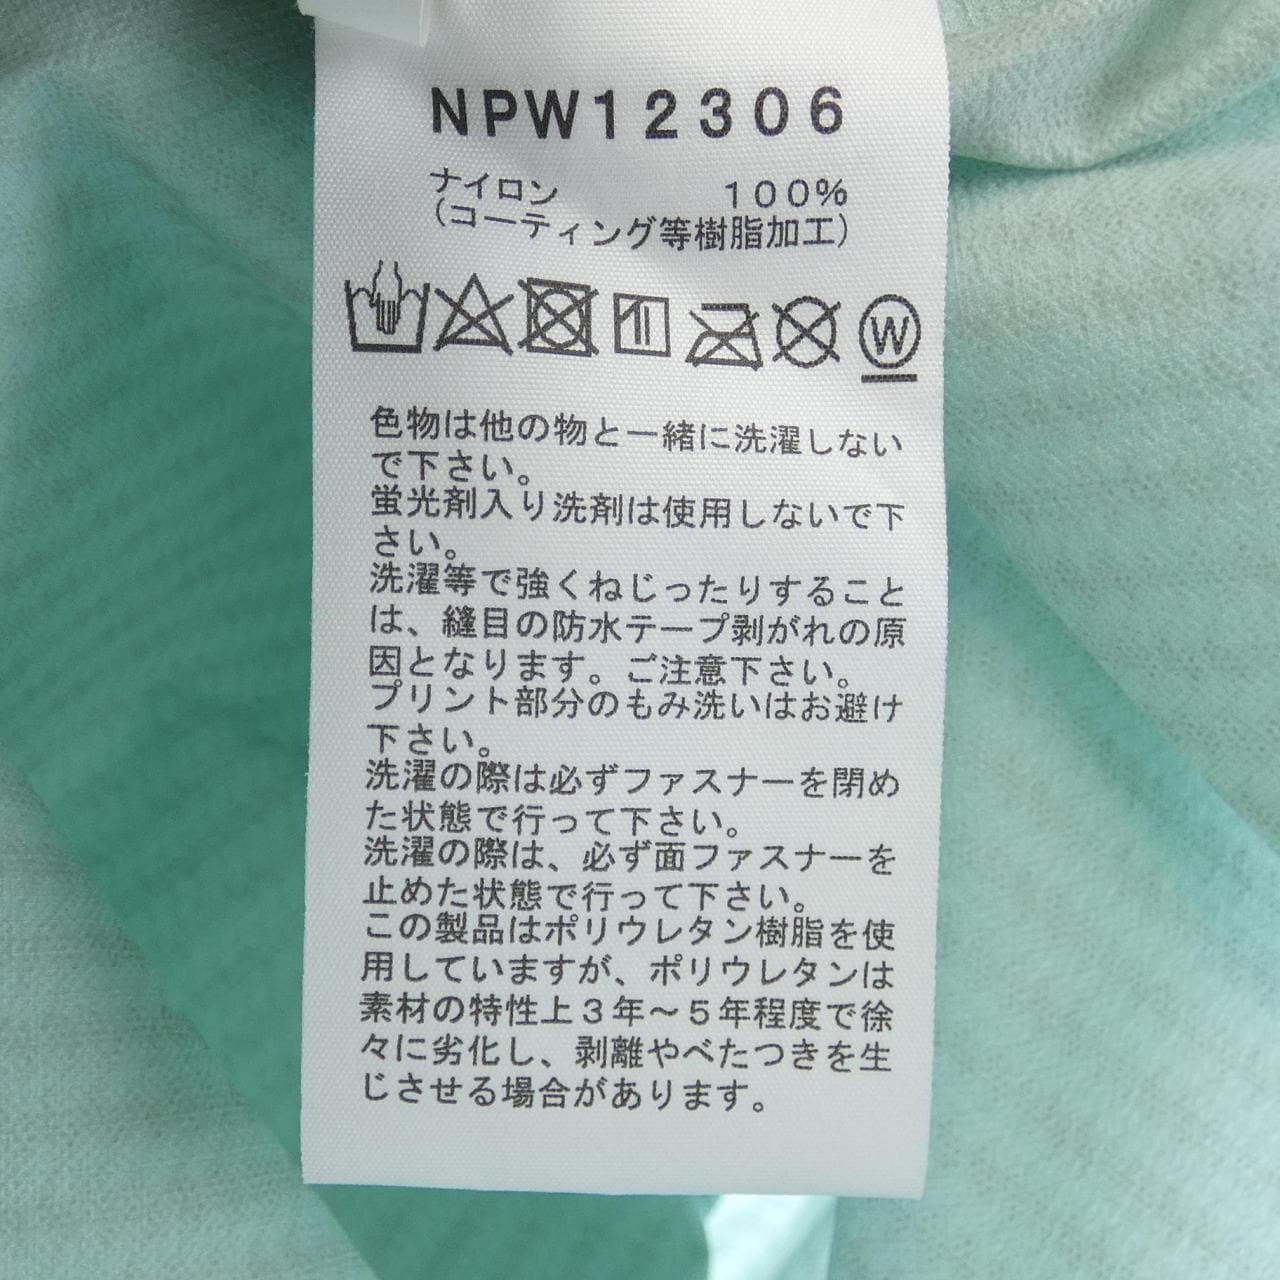 NPW12306
ナイロン 100%
(コーティング等樹脂加工)
W
色物は他の物と一緒に洗濯しない
で下さい。
蛍光剤入り洗剤は使用しないで下
さい。
洗濯等で強くねじったりすること
は、縫目の防水テープ剥がれの原
因となります。ご注意下さい。
プリント部分のもみ洗いはお避け
下さい。
洗濯の際は必ずファスナーを閉め
た状態で行って下さい。
洗濯の際は、必ず面ファスナーを
止めた状態で行って下さい。
この製品はポリウレタン樹脂を使
用していますが、ポリウレタンは
素材の特性上3年～5年程度で徐
々に劣化し、剥離やべたつきを生
じさせる場合があります。